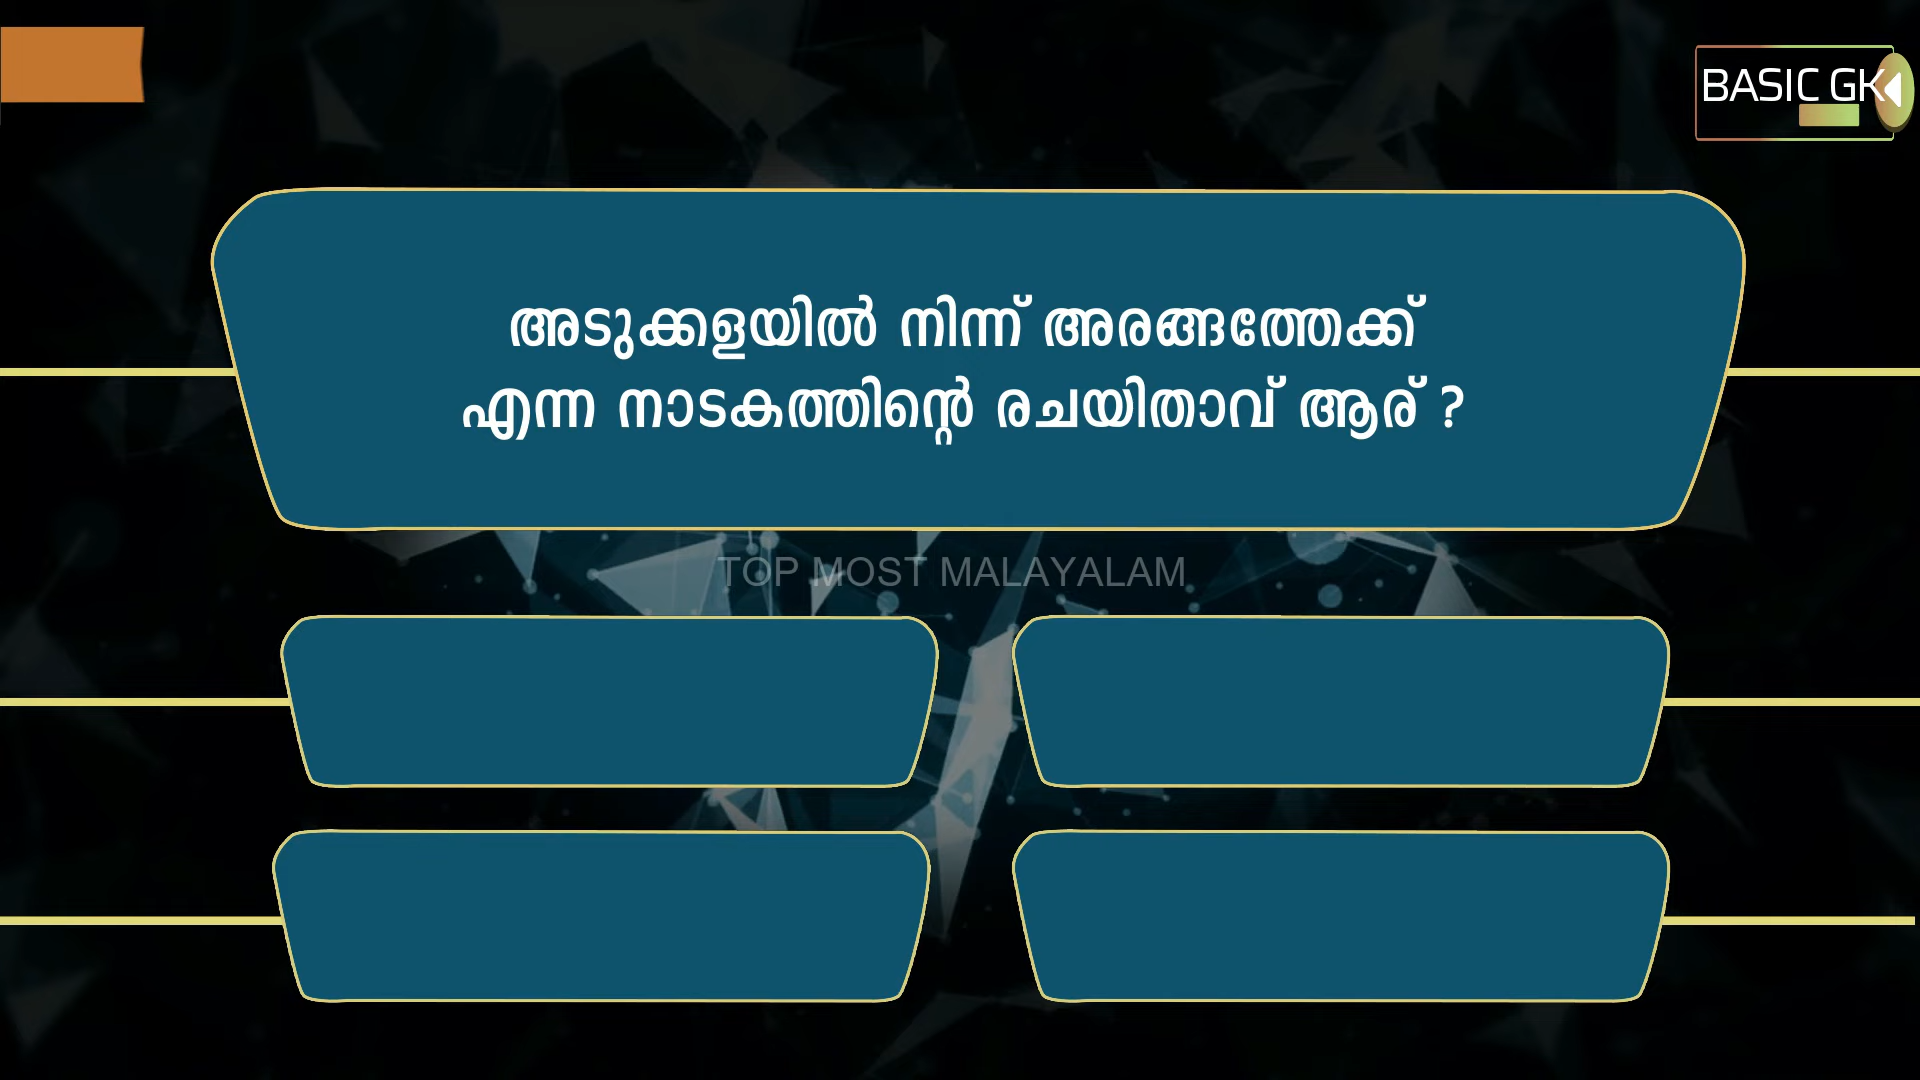 BASIC GK
അടുക്കളയിൽ നിന്ന് അരങ്ങത്തേക്ക്
എന്ന നാടകത്തിന്റെ രചയിതാവ് ആര് ?
TOP MOST MALAYALAM